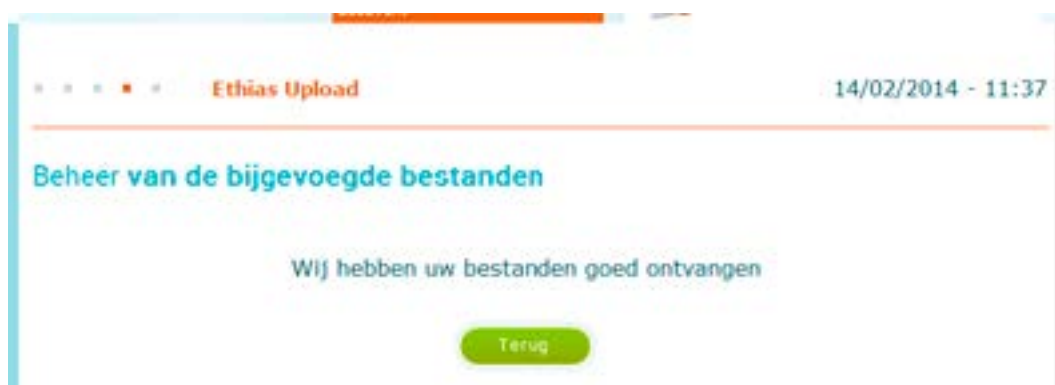 Ethias Upload
14/02/2014 - 11:37
Beheer van de bijgevoegde bestanden
Wij hebben uw bestanden goed ontvangen
Terug